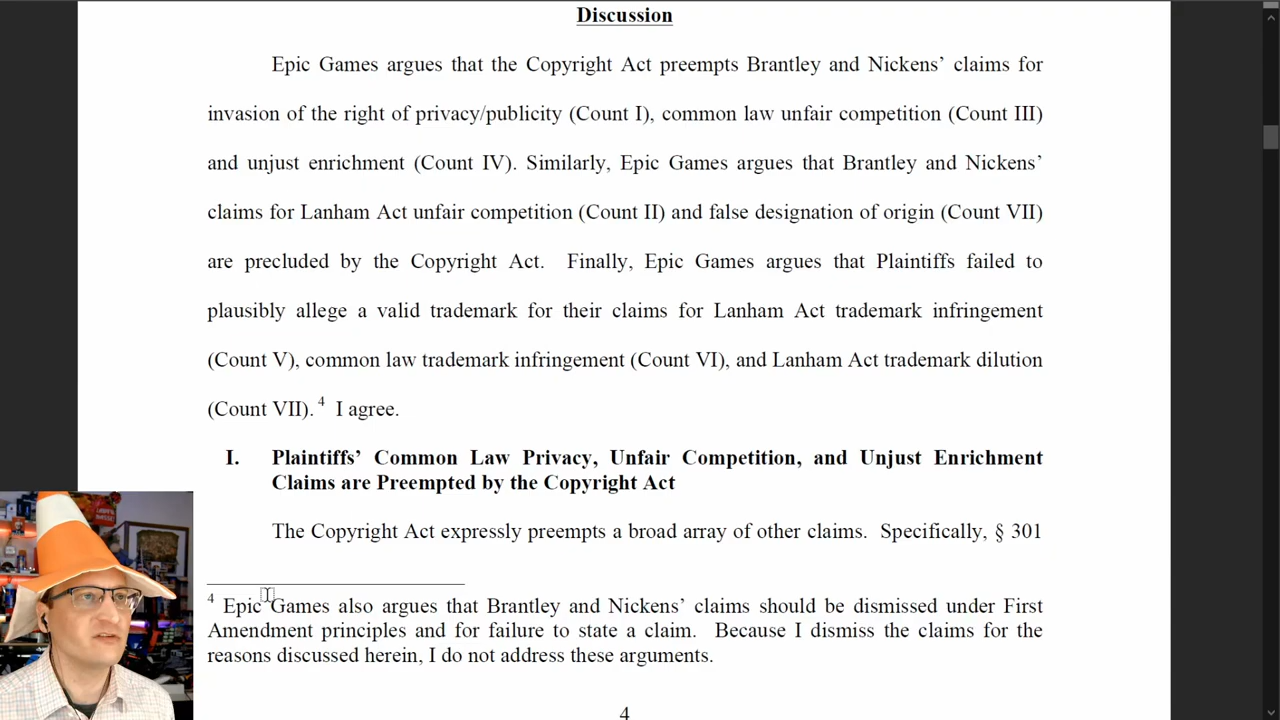 Discussion
Epic Games argues that the Copyright Act preempts Brantley and Nickens’ claims for
invasion of the right of privacy/publicity (Count I), common law unfair competition (Count III)
and unjust enrichment (Count IV). Similarly, Epic Games argues that Brantley and Nickens’
claims for Lanham Act unfair competition (Count II) and false designation of origin (Count VII)
are precluded by the Copyright Act. Finally, Epic Games argues that Plaintiffs failed to
plausibly allege a valid trademark for their claims for Lanham Act trademark infringement
(Count V), common law trademark infringement (Count VI), and Lanham Act trademark dilution
(Count VII). 4 I agree.
I. Plaintiffs’ Common Law Privacy, Unfair Competition, and Unjust Enrichment
Claims are Preempted by the Copyright Act
The Copyright Act expressly preempts a broad array of other claims. Specifically, § 301
4 Epic Games also argues that Brantley and Nickens’ claims should be dismissed under First
Amendment principles and for failure to state a claim. Because I dismiss the claims for the
reasons discussed herein, I do not address these arguments.
4